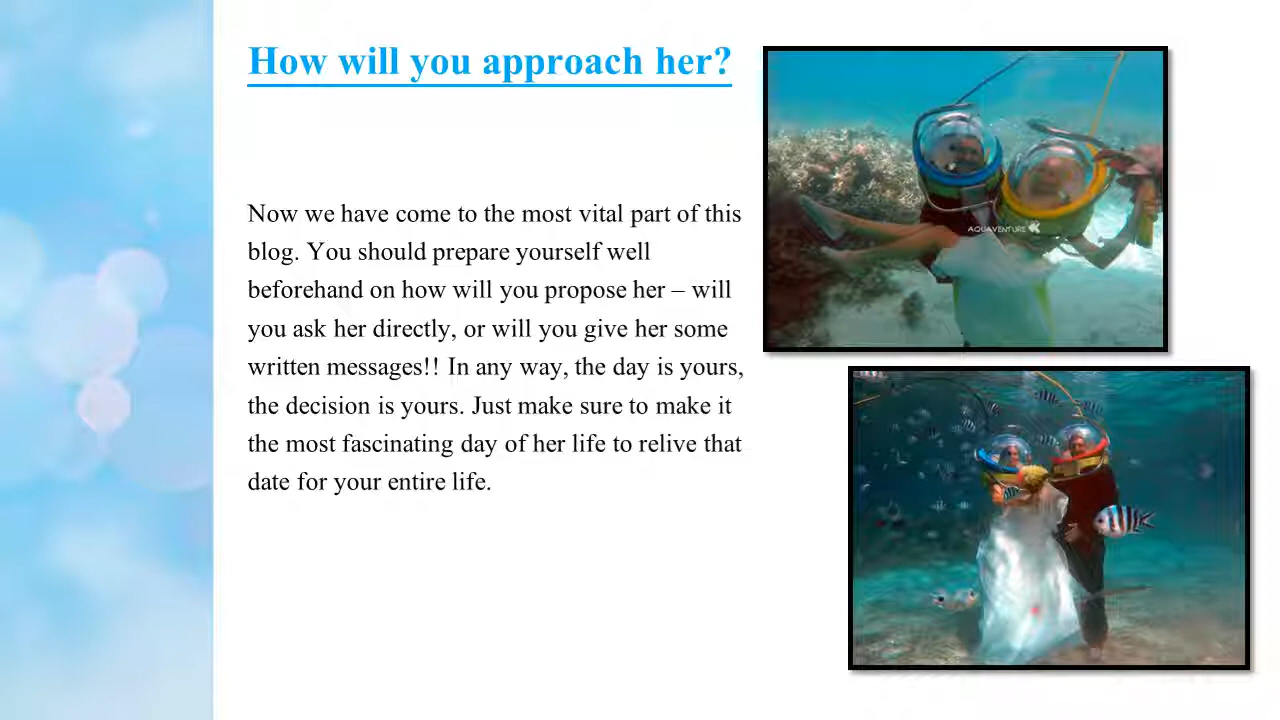 How will you approach her?
Now we have come to the most vital part of this
blog. You should prepare yourself well
beforehand on how will you propose her – will
you ask her directly, or will you give her some
written messages!! In any way, the day is yours,
the decision is yours. Just make sure to make it
the most fascinating day of her life to relive that
date for your entire life.
AQUAVENTURE